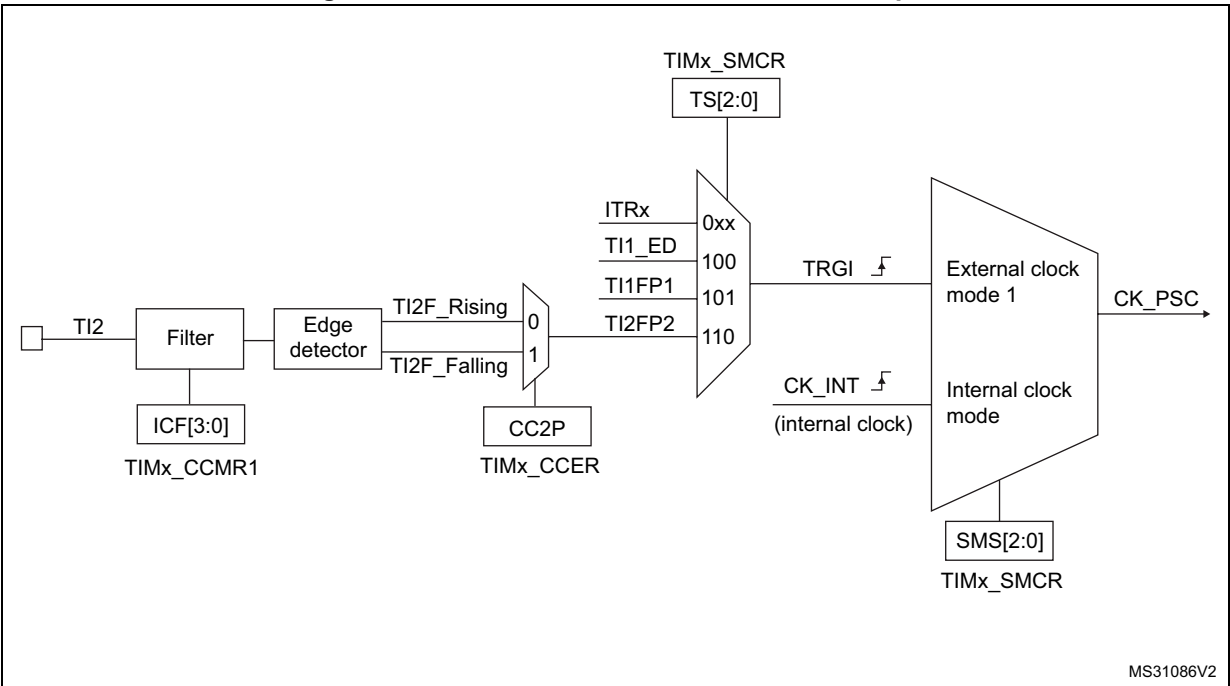 TIMx_SMCR
TS[2:0]
ITRx
0xx
TI1_ED
100
TI1FP1
101
TI2FP2
110
TRGI
External clock
mode 1
CK_PSC
TI2
Filter
Edge
detector
TI2F_Rising
0
TI2F_Falling
1
CK_INT
(internal clock)
Internal clock
mode
ICF[3:0]
TIMx_CCMR1
CC2P
TIMx_CCER
SMS[2:0]
TIMx_SMCR
MS31086V2